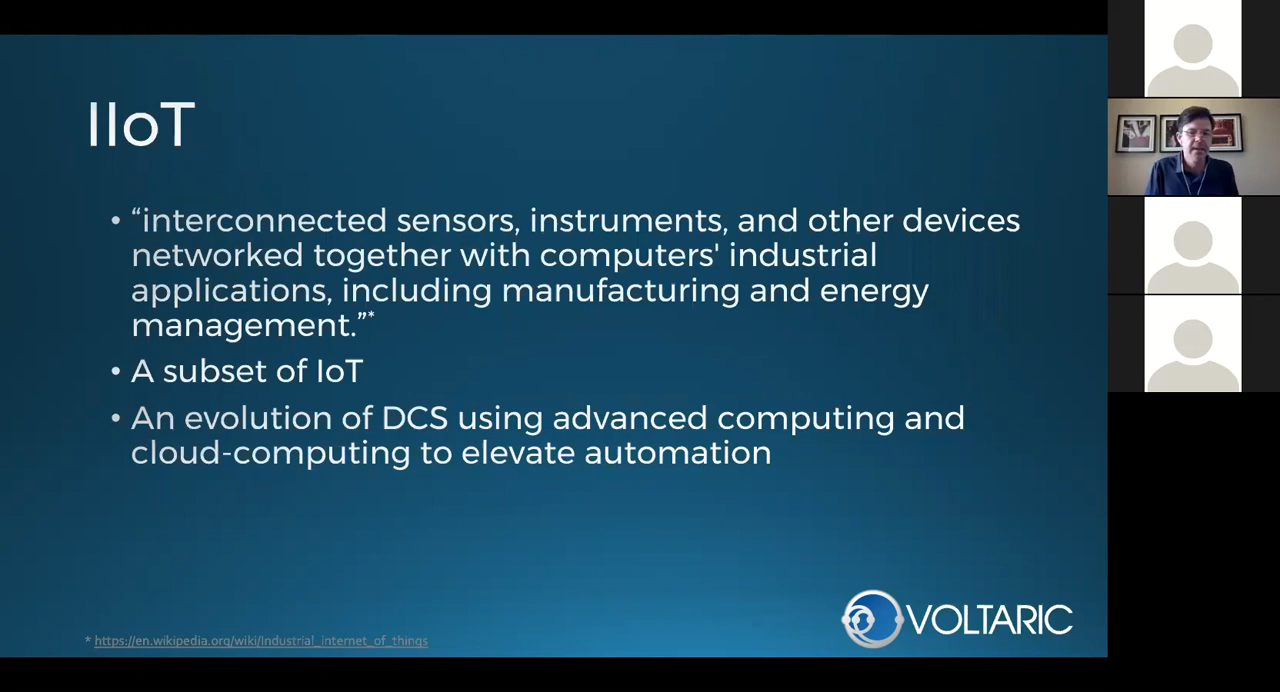 IIoT
• “interconnected sensors, instruments, and other devices
networked together with computers' industrial
applications, including manufacturing and energy
management.”*
• A subset of IoT
• An evolution of DCS using advanced computing and
cloud-computing to elevate automation
* https://en.wikipedia.org/wiki/Industrial_internet_of_things
VOLTARIC